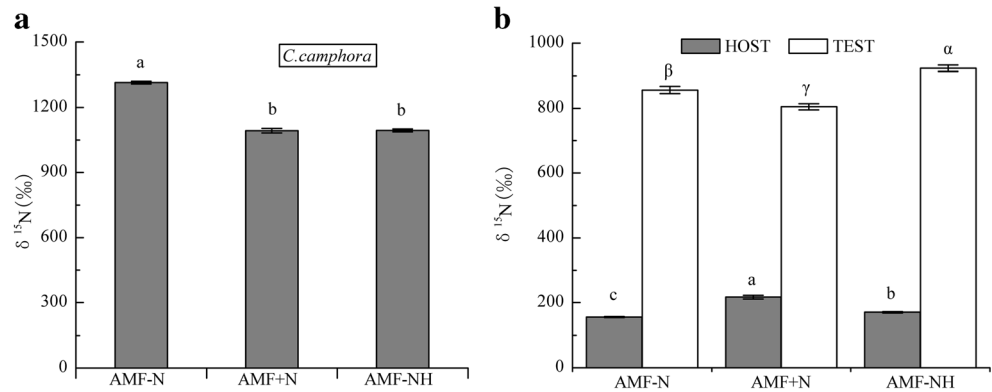 a
1500
1200
900
600
300
0
δ ¹⁵N (‰)
C.camphora
a
b
b
AMF-N
AMF+N
AMF-NH
b
1000
800
600
400
200
0
δ ¹⁵N (‰)
HOST
TEST
c
β
a
γ
b
α
AMF-N
AMF+N
AMF-NH